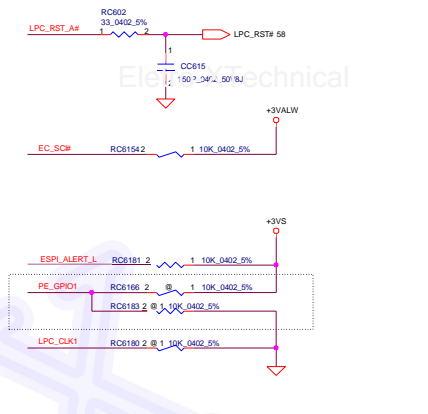 RC602
33_0402_5%
LPC_RST_A# 1 2 LPC_RST# 58
1
CC615
150P_0402_50V8J
2
+3VALW
EC_SCI# RC6154 2 1 10K_0402_5%
+3VS
ESPI_ALERT_L RC6181 2 1 10K_0402_5%
PE_GPIO1 RC6166 2 @ 1 10K_0402_5%
RC6183 2 @ 1 10K_0402_5%
LPC_CLK1 RC6180 2 @ 1 10K_0402_5%